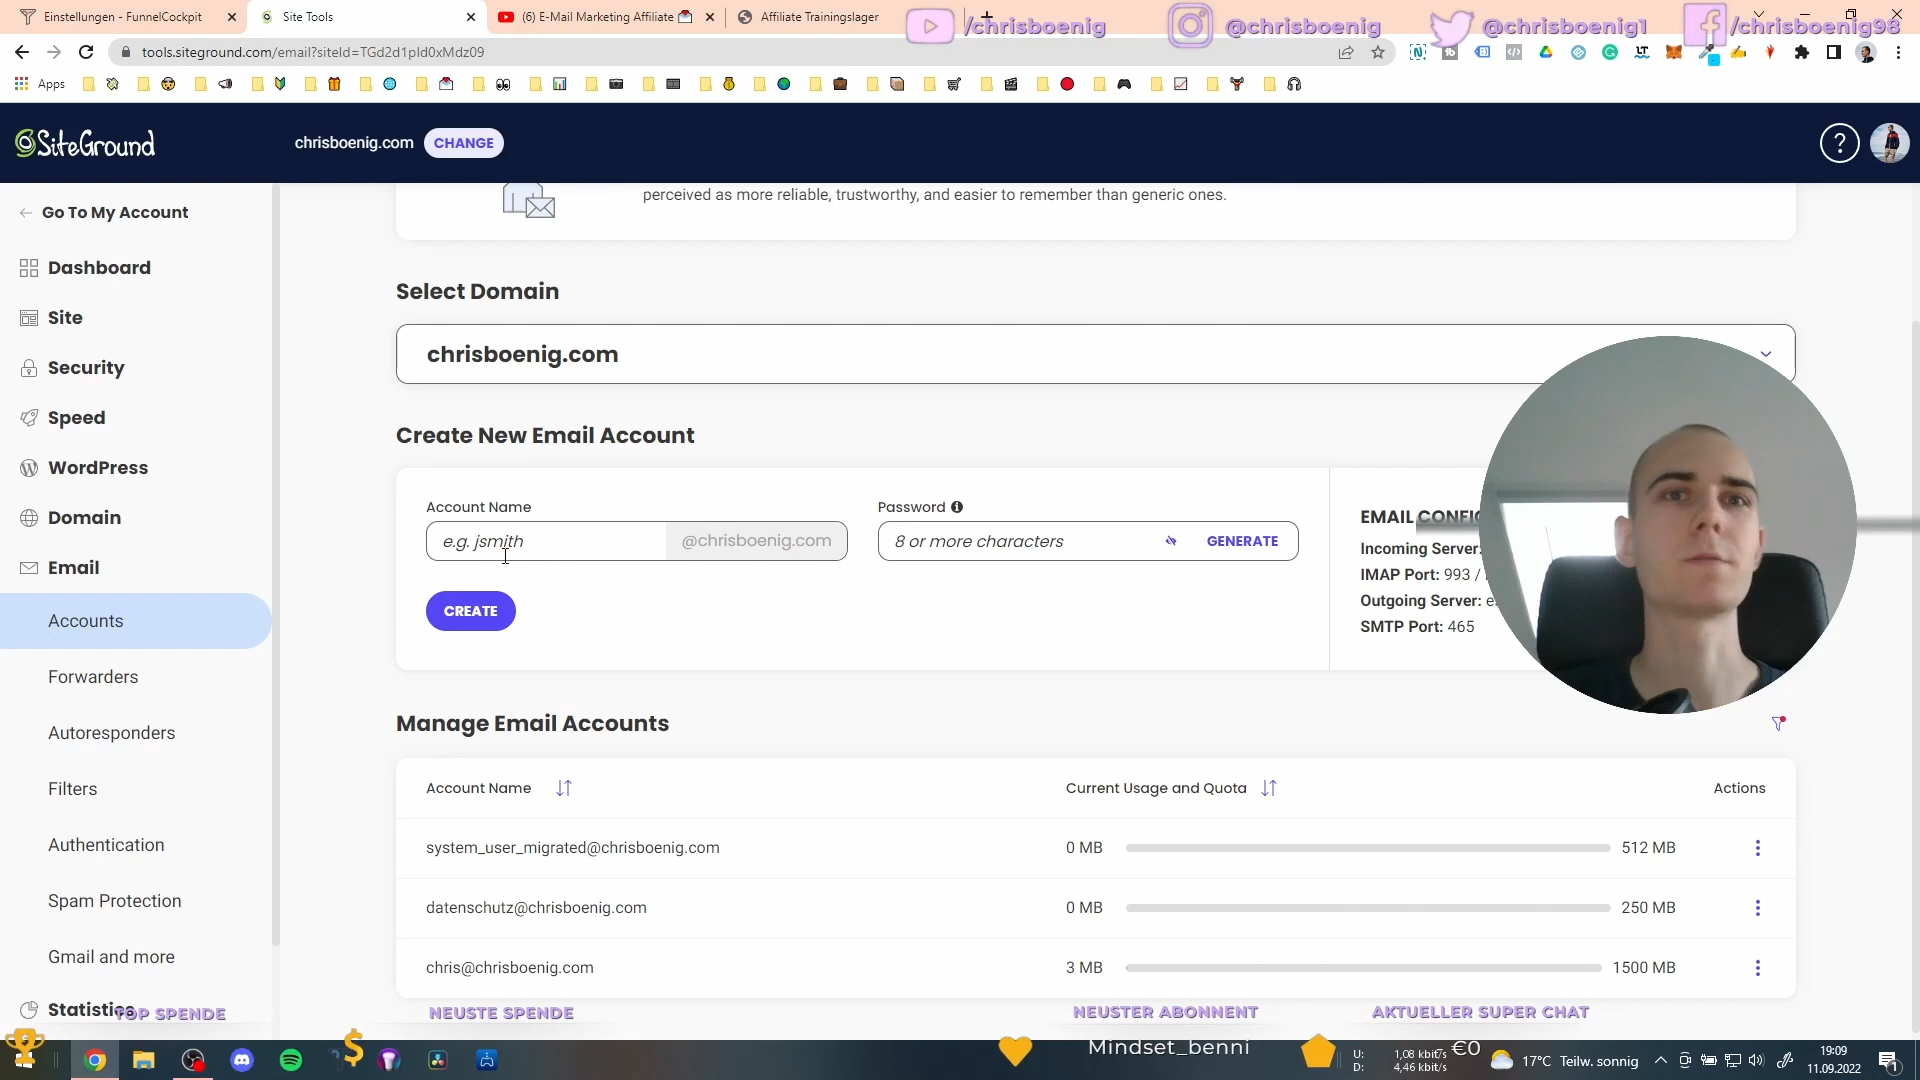 Einstellungen - FunnelCockpit
Site Tools
(6) E-Mail Marketing Affiliate
Affiliate Trainingslager
/chrisboenig
@chrisboenig
@chrisboenig1
/chrisboenig98
tools.siteground.com/email?siteId=TGd2d1pld0xMdz09
Apps
SiteGround
chrisboenig.com
CHANGE
Go To My Account
perceived as more reliable, trustworthy, and easier to remember than generic ones.
Dashboard
Site
Security
Speed
WordPress
Domain
Email
Accounts
Forwarders
Autoresponders
Filters
Authentication
Spam Protection
Gmail and more
Statistics
Select Domain
chrisboenig.com
Create New Email Account
Account Name
e.g. jsmith
@chrisboenig.com
Password
8 or more characters
GENERATE
CREATE
EMAIL CONFIG
Incoming Server:
IMAP Port: 993 /
Outgoing Server:
SMTP Port: 465
Manage Email Accounts
Account Name
Current Usage and Quota
Actions
system_user_migrated@chrisboenig.com
0 MB
512 MB
datenschutz@chrisboenig.com
0 MB
250 MB
chris@chrisboenig.com
3 MB
1500 MB
TOP SPENDE
NEUSTE SPENDE
NEUSTER ABONNENT
AKTUELLER SUPER CHAT
Mindset_benni
€0
U: 1,08 kbit/s
D: 4,46 kbit/s
17°C Teilw. sonnig
19:09
11.09.2022